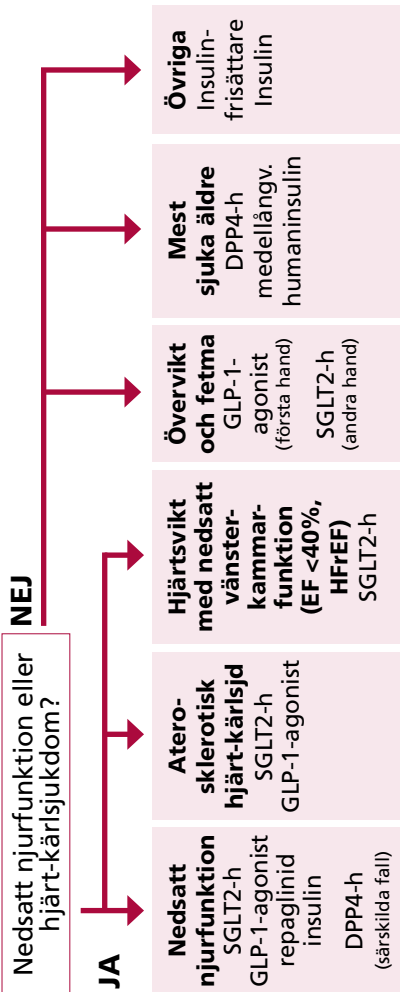 Nedsatt njurfunktion eller
hjärt-kärlsjukdom?
JA
NEJ
Nedsatt
njurfunktion
SGLT2-h
GLP-1-agonist
repaglinid
insulin
DPP4-h
(särskilda fall)
Atero-
sklerotisk
hjärt-kärlsjd
SGLT2-h
GLP-1-agonist
Hjärtsvikt
med nedsatt
vänster-
kammar-
funktion
(EF <40%,
HFrEF)
SGLT2-h
Övervikt
och fetma
GLP-1-
agonist
(första hand)
SGLT2-h
(andra hand)
Mest
sjuka äldre
DPP4-h
medellångv.
humaninsulin
Övriga
Insulin-
frisättare
Insulin